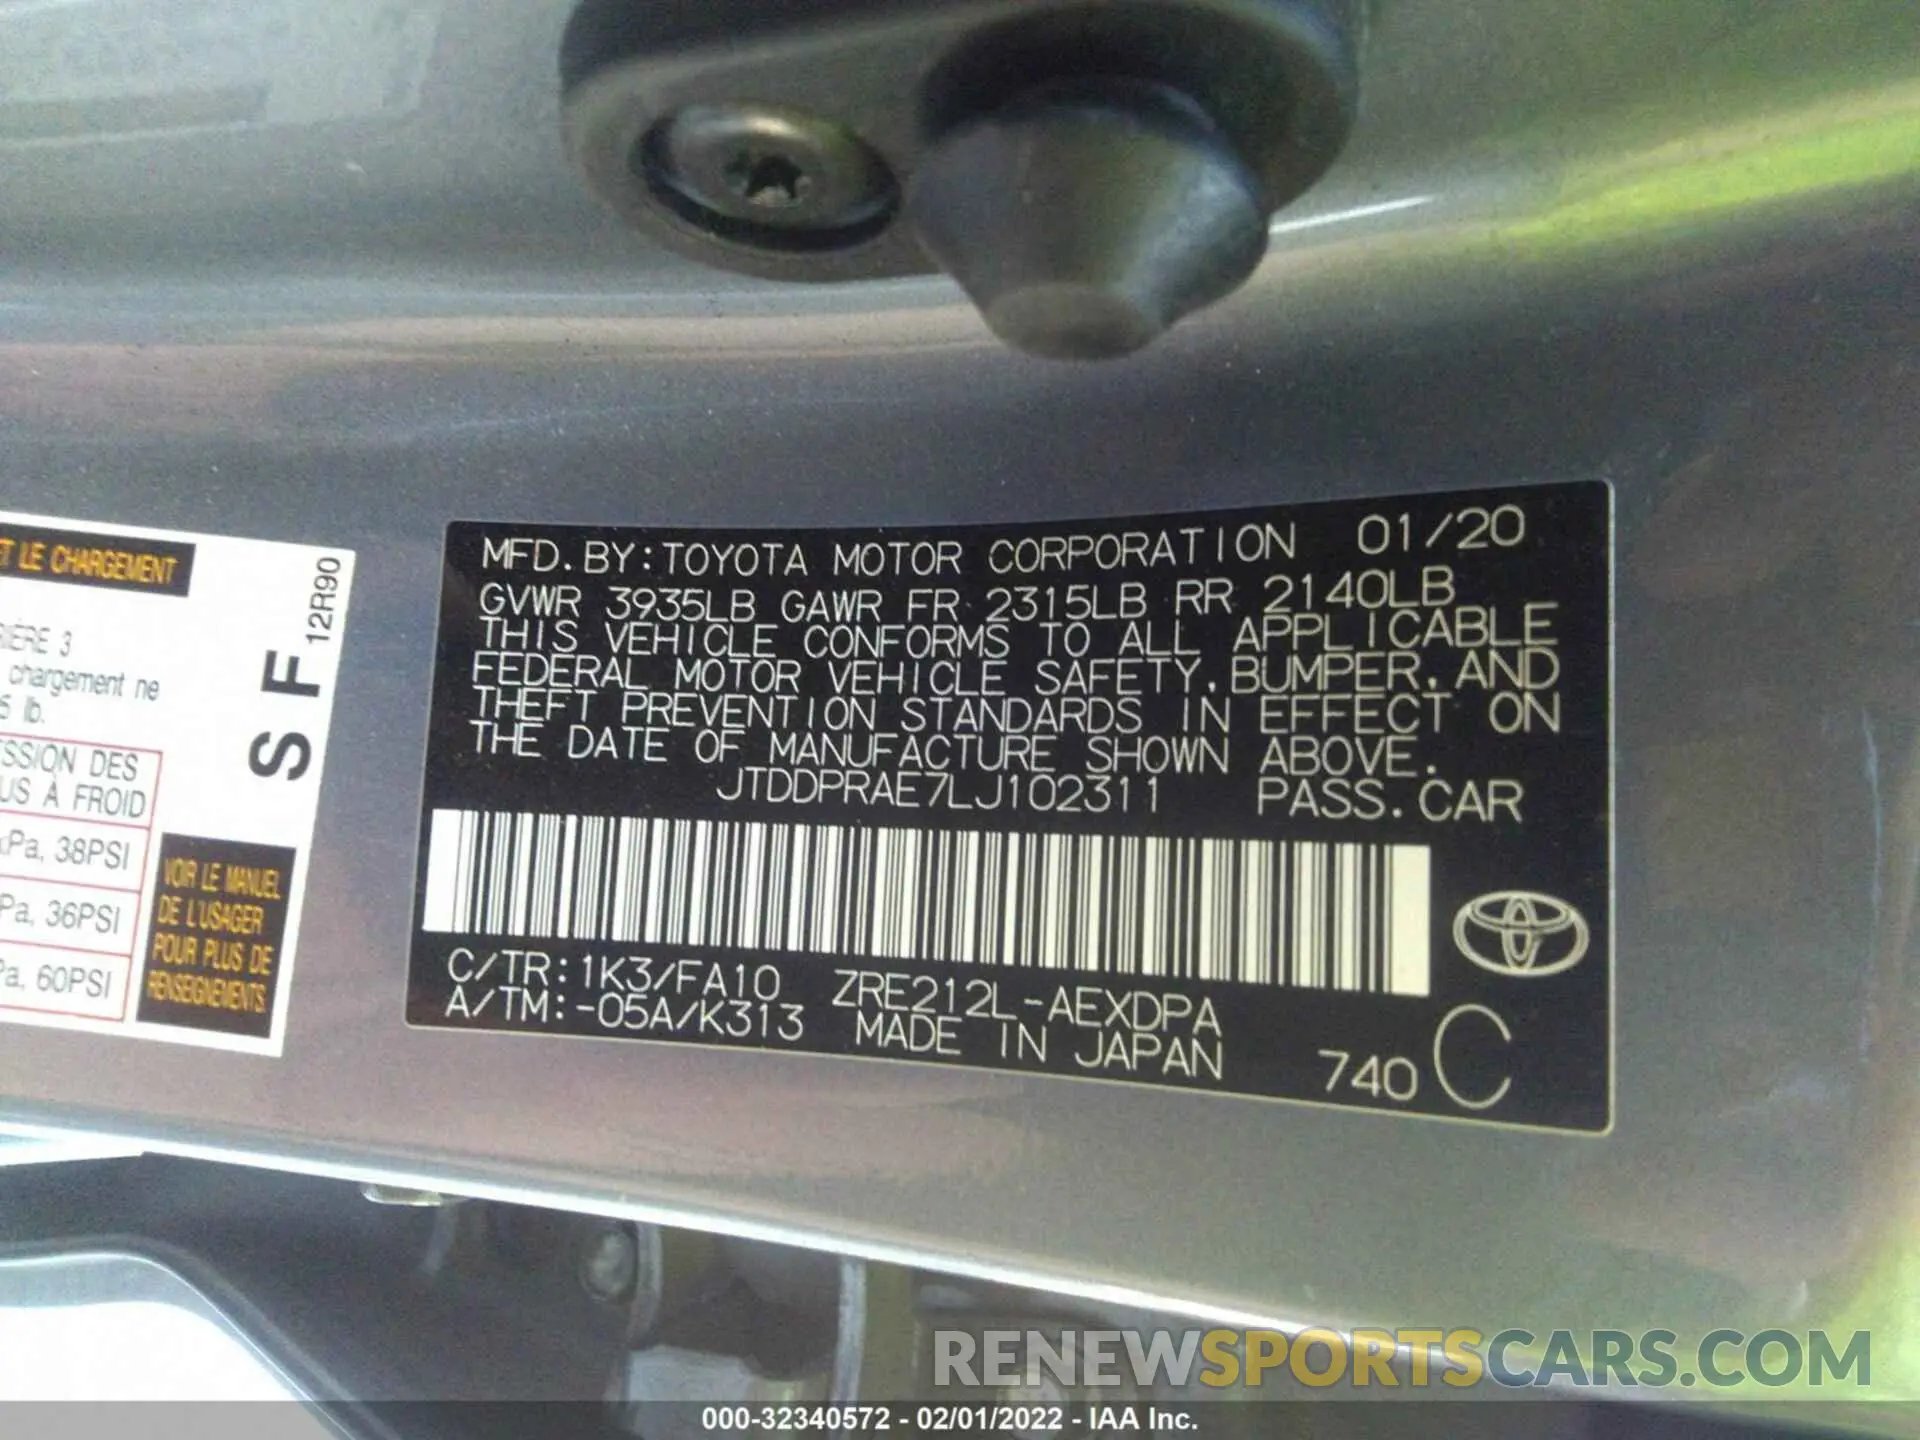 ET LE CHARGEMENT
12R90
S F
chargement ne
lb.
DES
À FROID
kPa, 38PSI
Pa, 36PSI
Pa, 60PSI
VOIR LE MANUEL
DE L'USAGER
POUR PLUS DE
RENSEIGNEMENTS
MFD. BY: TOYOTA MOTOR CORPORATION 01/20
GVWR 3935LB GAWR FR 2315LB RR 2140LB
THIS VEHICLE CONFORMS TO ALL APPLICABLE
FEDERAL MOTOR VEHICLE SAFETY, BUMPER, AND
THEFT PREVENTION STANDARDS IN EFFECT ON
THE DATE OF MANUFACTURE SHOWN ABOVE.
JTDDPRAE7LJ102311 PASS. CAR
C/TR: 1K3/FA10 ZRE212L-AEXDPA
A/TM: -05A/K313 MADE IN JAPAN 740 C
RENEWSPORTSCARS.COM
000-32340572 - 02/01/2022 - IAA Inc.